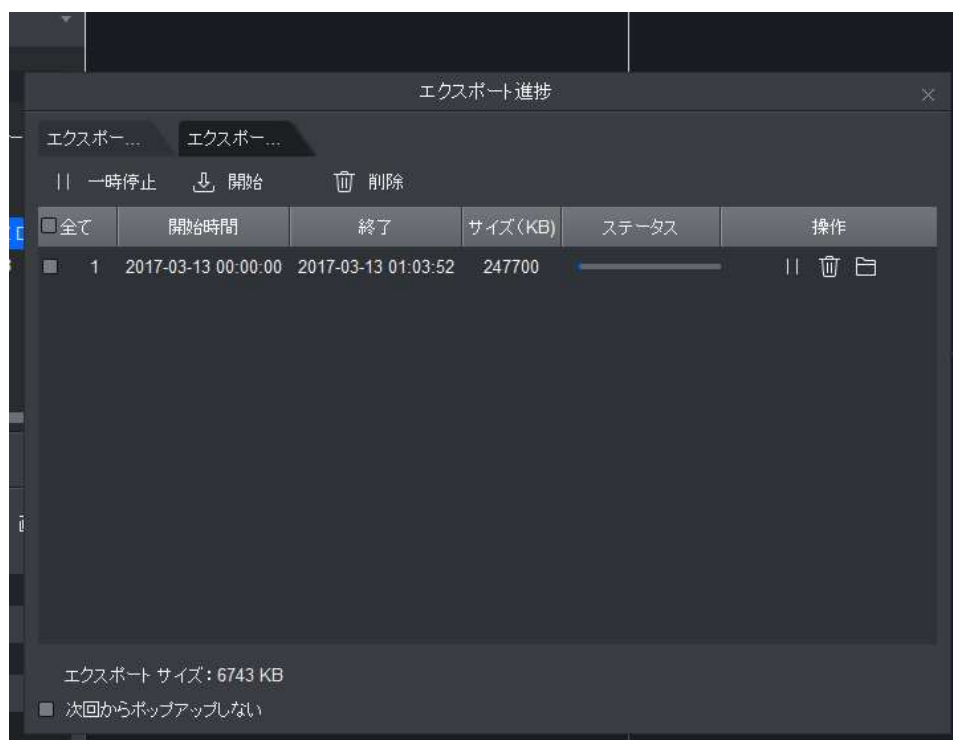 エクスポート進捗
エクスポー... エクスポー...
一時停止 開始 削除
全て 開始時間 終了 サイズ(KB) ステータス 操作
1 2017-03-13 00:00:00 2017-03-13 01:03:52 247700
エクスポート サイズ:6743 KB
次回からポップアップしない